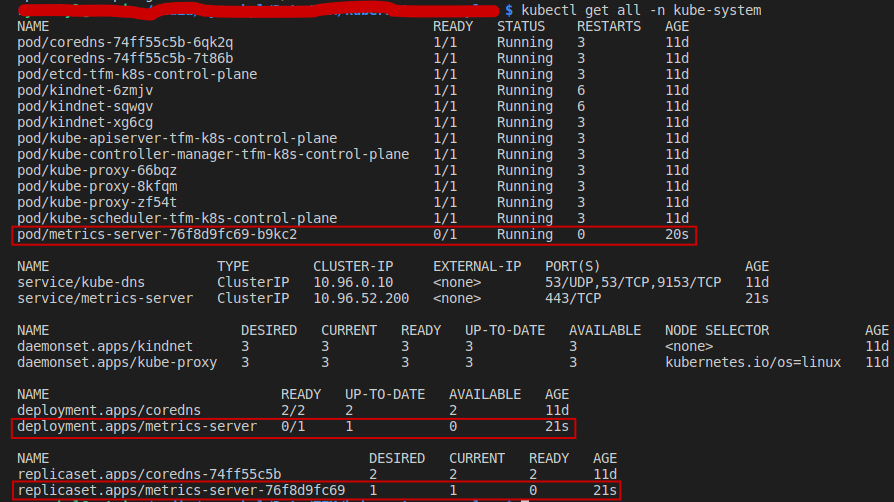 $ kubectl get all -n kube-system
NAME READY STATUS RESTARTS AGE
pod/coredns-74ff55c5b-6qk2q 1/1 Running 3 11d
pod/coredns-74ff55c5b-7t86b 1/1 Running 3 11d
pod/etcd-tfm-k8s-control-plane 1/1 Running 3 11d
pod/kindnet-6zmjv 1/1 Running 6 11d
pod/kindnet-sqwgv 1/1 Running 6 11d
pod/kindnet-xg6cg 1/1 Running 3 11d
pod/kube-apiserver-tfm-k8s-control-plane 1/1 Running 3 11d
pod/kube-controller-manager-tfm-k8s-control-plane 1/1 Running 3 11d
pod/kube-proxy-66bqz 1/1 Running 3 11d
pod/kube-proxy-8kfqm 1/1 Running 3 11d
pod/kube-proxy-zf54t 1/1 Running 3 11d
pod/kube-scheduler-tfm-k8s-control-plane 1/1 Running 3 11d
pod/metrics-server-76f8d9fc69-b9kc2 0/1 Running 0 20s
NAME TYPE CLUSTER-IP EXTERNAL-IP PORT(S) AGE
service/kube-dns ClusterIP 10.96.0.10 <none> 53/UDP,53/TCP,9153/TCP 11d
service/metrics-server ClusterIP 10.96.52.200 <none> 443/TCP 21s
NAME DESIRED CURRENT READY UP-TO-DATE AVAILABLE NODE SELECTOR AGE
daemonset.apps/kindnet 3 3 3 3 3 <none> 11d
daemonset.apps/kube-proxy 3 3 3 3 3 kubernetes.io/os=linux 11d
NAME READY UP-TO-DATE AVAILABLE AGE
deployment.apps/coredns 2/2 2 2 11d
deployment.apps/metrics-server 0/1 1 0 21s
NAME DESIRED CURRENT READY AGE
replicaset.apps/coredns-74ff55c5b 2 2 2 11d
replicaset.apps/metrics-server-76f8d9fc69 1 1 0 21s